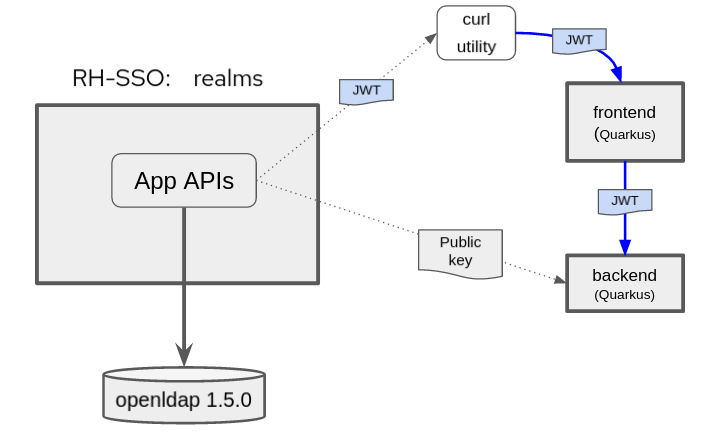 curl
utility
JWT
RH-SSO: realms
JWT
frontend
(Quarkus)
App APIs
JWT
Public
key
backend
(Quarkus)
openldap 1.5.0